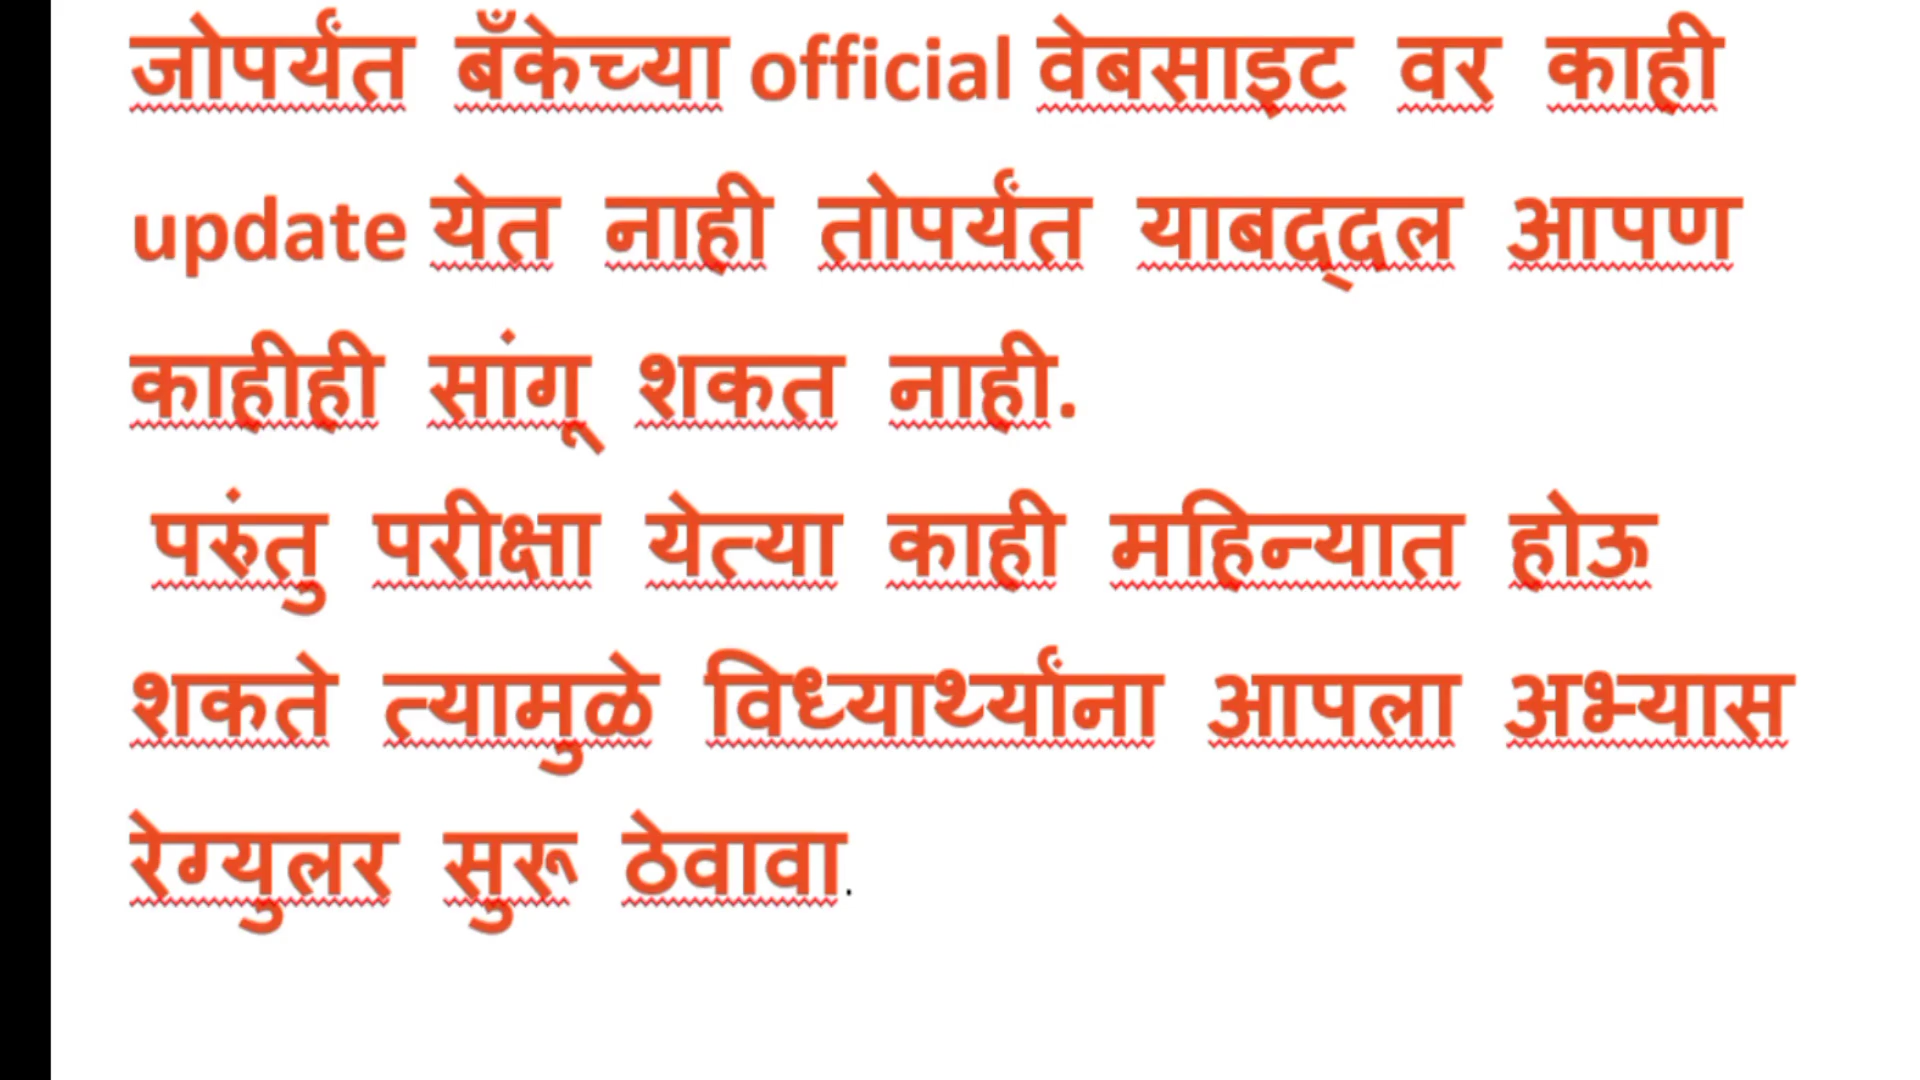 जोपर्यंत बँकेच्या official वेबसाइट वर काही
update येत नाही तोपर्यंत याबद्‌दल आपण
काहीही सांगू शकत नाही.
परुंतु परीक्षा येत्या काही महिन्यात होऊ
शकते त्यामुळे विध्यार्थ्यांना आपला अभ्यास
रेग्युलर सुरू ठेवावा.